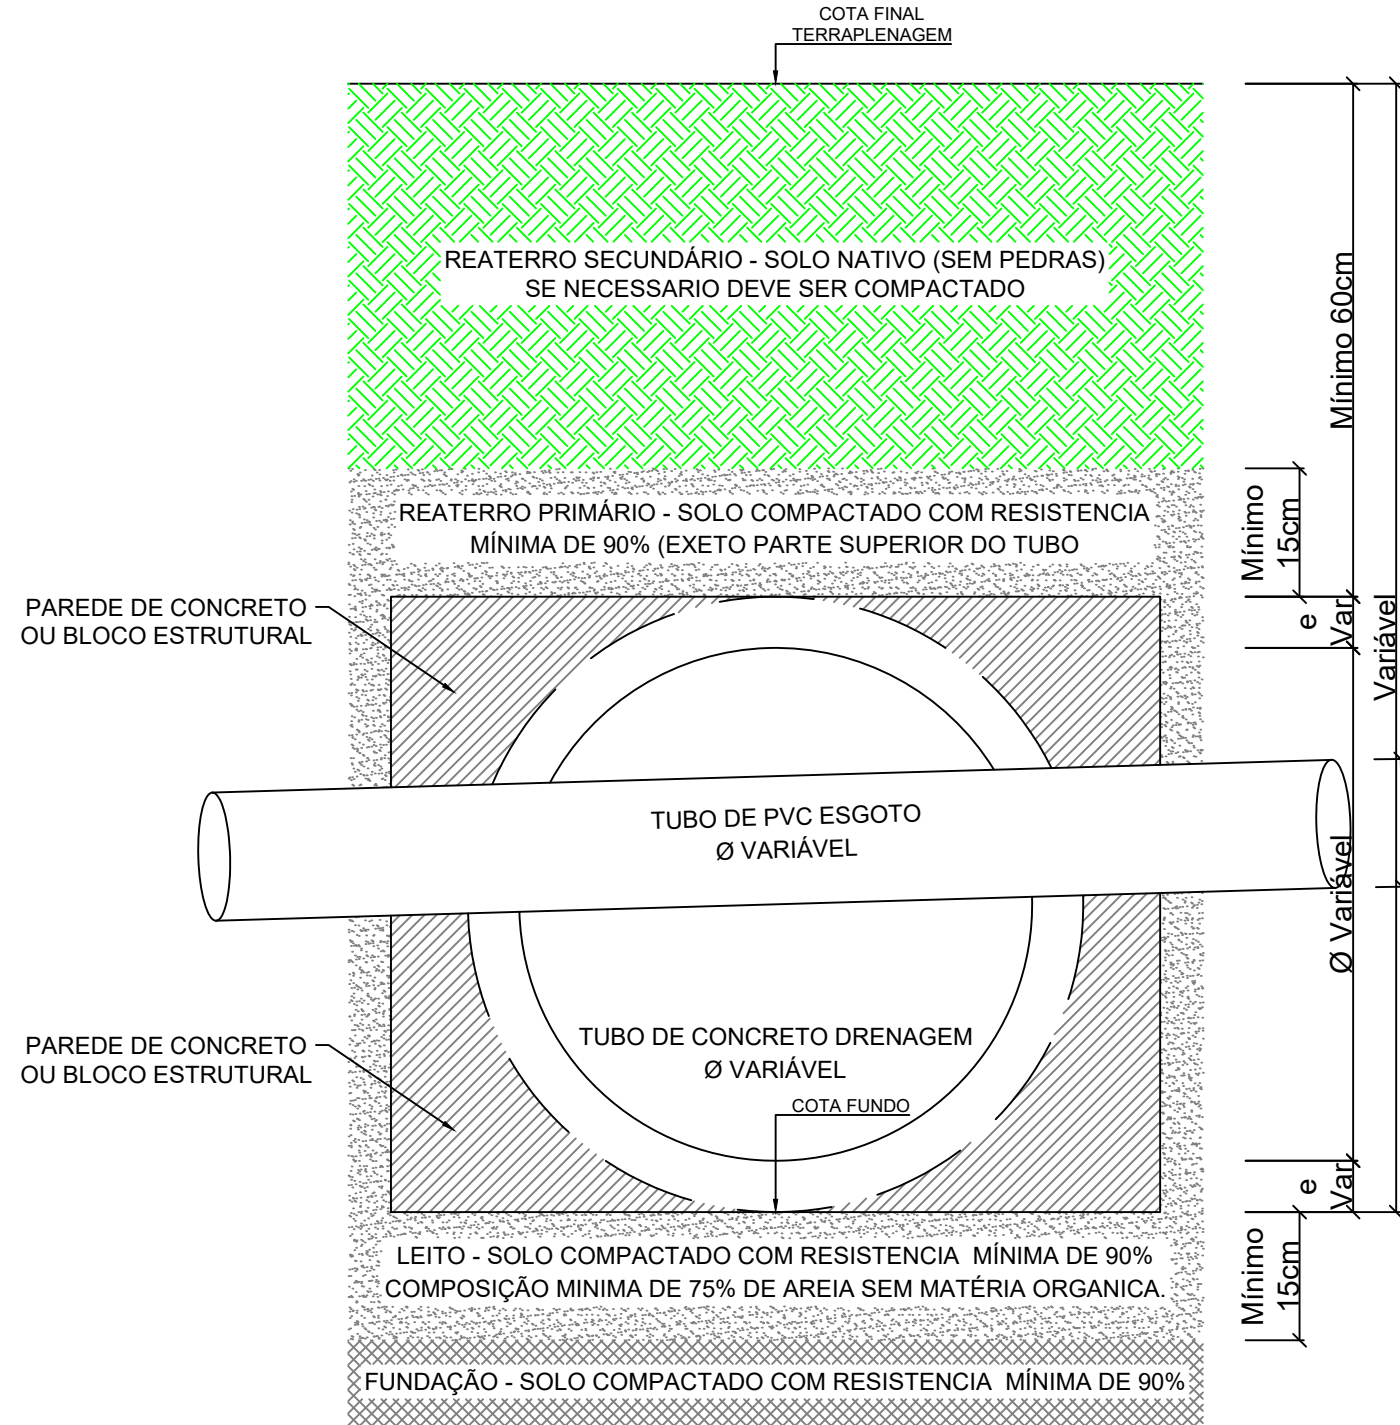 COTA FINAL
TERRAPLENAGEM
REATERRO SECUNDÁRIO - SOLO NATIVO (SEM PEDRAS)
SE NECESSARIO DEVE SER COMPACTADO
Mínimo 60cm
REATERRO PRIMÁRIO - SOLO COMPACTADO COM RESISTENCIA
MÍNIMA DE 90% (EXETO PARTE SUPERIOR DO TUBO
Mínimo
15cm
PAREDE DE CONCRETO
OU BLOCO ESTRUTURAL
e
Var
Variável
TUBO DE PVC ESGOTO
Ø VARIÁVEL
Ø Variável
PAREDE DE CONCRETO
OU BLOCO ESTRUTURAL
TUBO DE CONCRETO DRENAGEM
Ø VARIÁVEL
COTA FUNDO
e
Var
LEITO - SOLO COMPACTADO COM RESISTENCIA  MÍNIMA DE 90%
COMPOSIÇÃO MINIMA DE 75% DE AREIA SEM MATÉRIA ORGANICA.
Mínimo
15cm
FUNDAÇÃO - SOLO COMPACTADO COM RESISTENCIA  MÍNIMA DE 90%